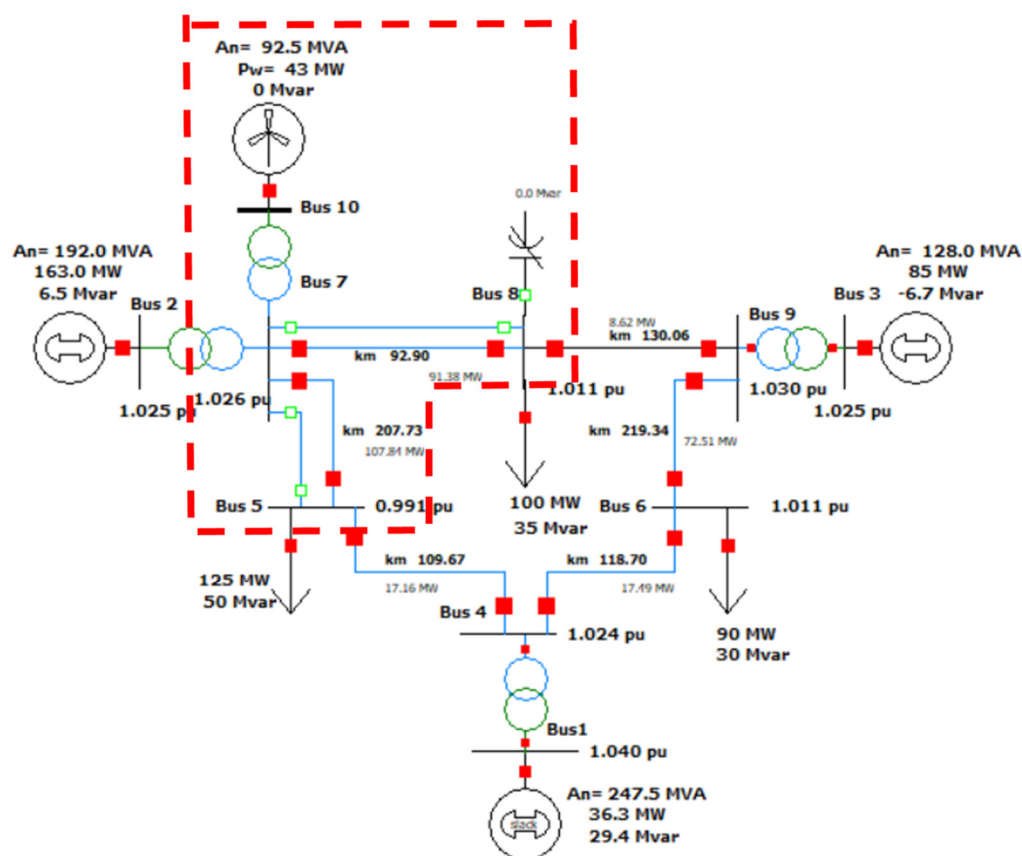 An= 92.5 MVA
Pw= 43 MW
0 Mvar
Bus 10
0.0 Mvar
An= 192.0 MVA
163.0 MW
6.5 Mvar
Bus 2
Bus 7
Bus 8
An= 128.0 MVA
85 MW
-6.7 Mvar
Bus 3
Bus 9
8.62 MW
km 130.06
km 92.90
91.38 MW
1.025 pu
1.026 pu
1.011 pu
1.030 pu
1.025 pu
km 207.73
107.84 MW
km 219.34
72.51 MW
Bus 5
0.991 pu
100 MW
35 Mvar
Bus 6
1.011 pu
125 MW
50 Mvar
km 109.67
17.16 MW
km 118.70
17.49 MW
Bus 4
1.024 pu
90 MW
30 Mvar
Bus1
1.040 pu
An= 247.5 MVA
36.3 MW
29.4 Mvar
slack